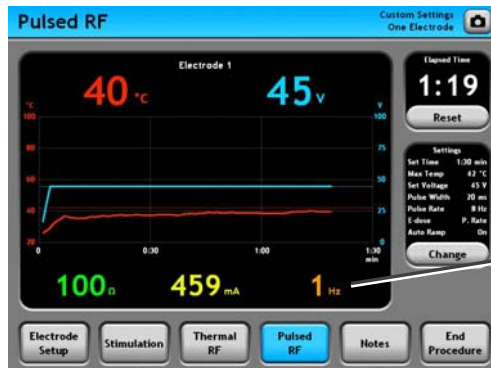 Pulsed RF
Custom Settings
One Electrode
Electrode 1
40 °C
45 V
°C
V
100
80
60
40
20
100
75
50
25
0
0
0:30
1:00
1:30
min
100 Ω
459 mA
1 Hz
Elapsed Time
1:19
Reset
Settings
Set Time 1:30 min
Max Temp 42 °C
Set Voltage 45 V
Pulse Width 20 ms
Pulse Rate 8 Hz
E-dose P. Rate
Auto Ramp On
Change
Electrode Setup
Stimulation
Thermal RF
Pulsed RF
Notes
End Procedure